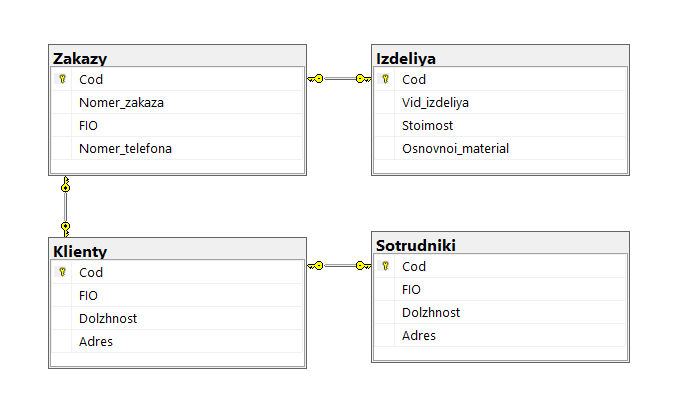 Zakazy
Cod
Nomer_zakaza
FIO
Nomer_telefona
Izdeliya
Cod
Vid_izdeliya
Stoimost
Osnovnoi_material
Klienty
Cod
FIO
Dolzhnost
Adres
Sotrudniki
Cod
FIO
Dolzhnost
Adres